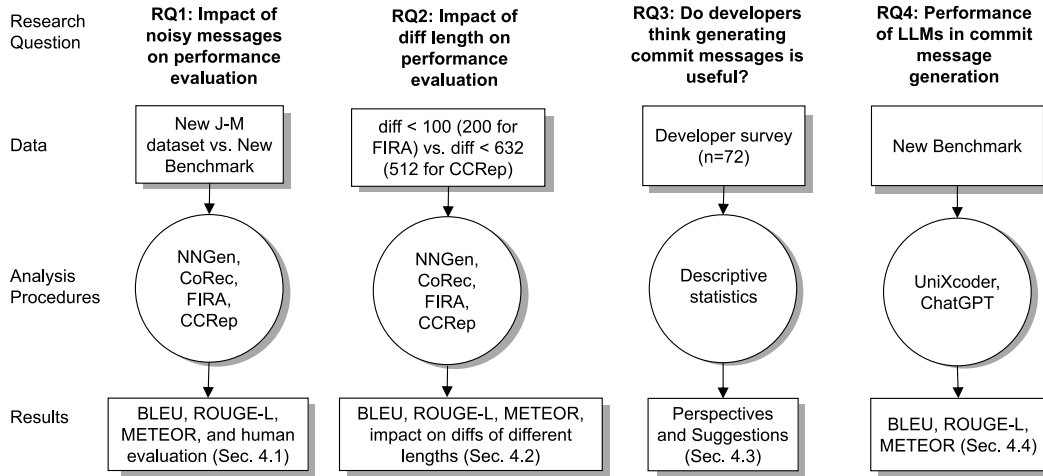 Research
Question
RQ1: Impact of
noisy messages
on performance
evaluation
RQ2: Impact of
diff length on
performance
evaluation
RQ3: Do developers
think generating
commit messages is
useful?
RQ4: Performance
of LLMs in commit
message
generation
Data
New J-M
dataset vs. New
Benchmark
diff < 100 (200 for
FIRA) vs. diff < 632
(512 for CCRep)
Developer survey
(n=72)
New Benchmark
Analysis
Procedures
NNGen,
CoRec,
FIRA,
CCRep
NNGen,
CoRec,
FIRA,
CCRep
Descriptive
statistics
UniXcoder,
ChatGPT
Results
BLEU, ROUGE-L,
METEOR, and human
evaluation (Sec. 4.1)
BLEU, ROUGE-L, METEOR,
impact on diffs of different
lengths (Sec. 4.2)
Perspectives
and Suggestions
(Sec. 4.3)
BLEU, ROUGE-L,
METEOR (Sec. 4.4)